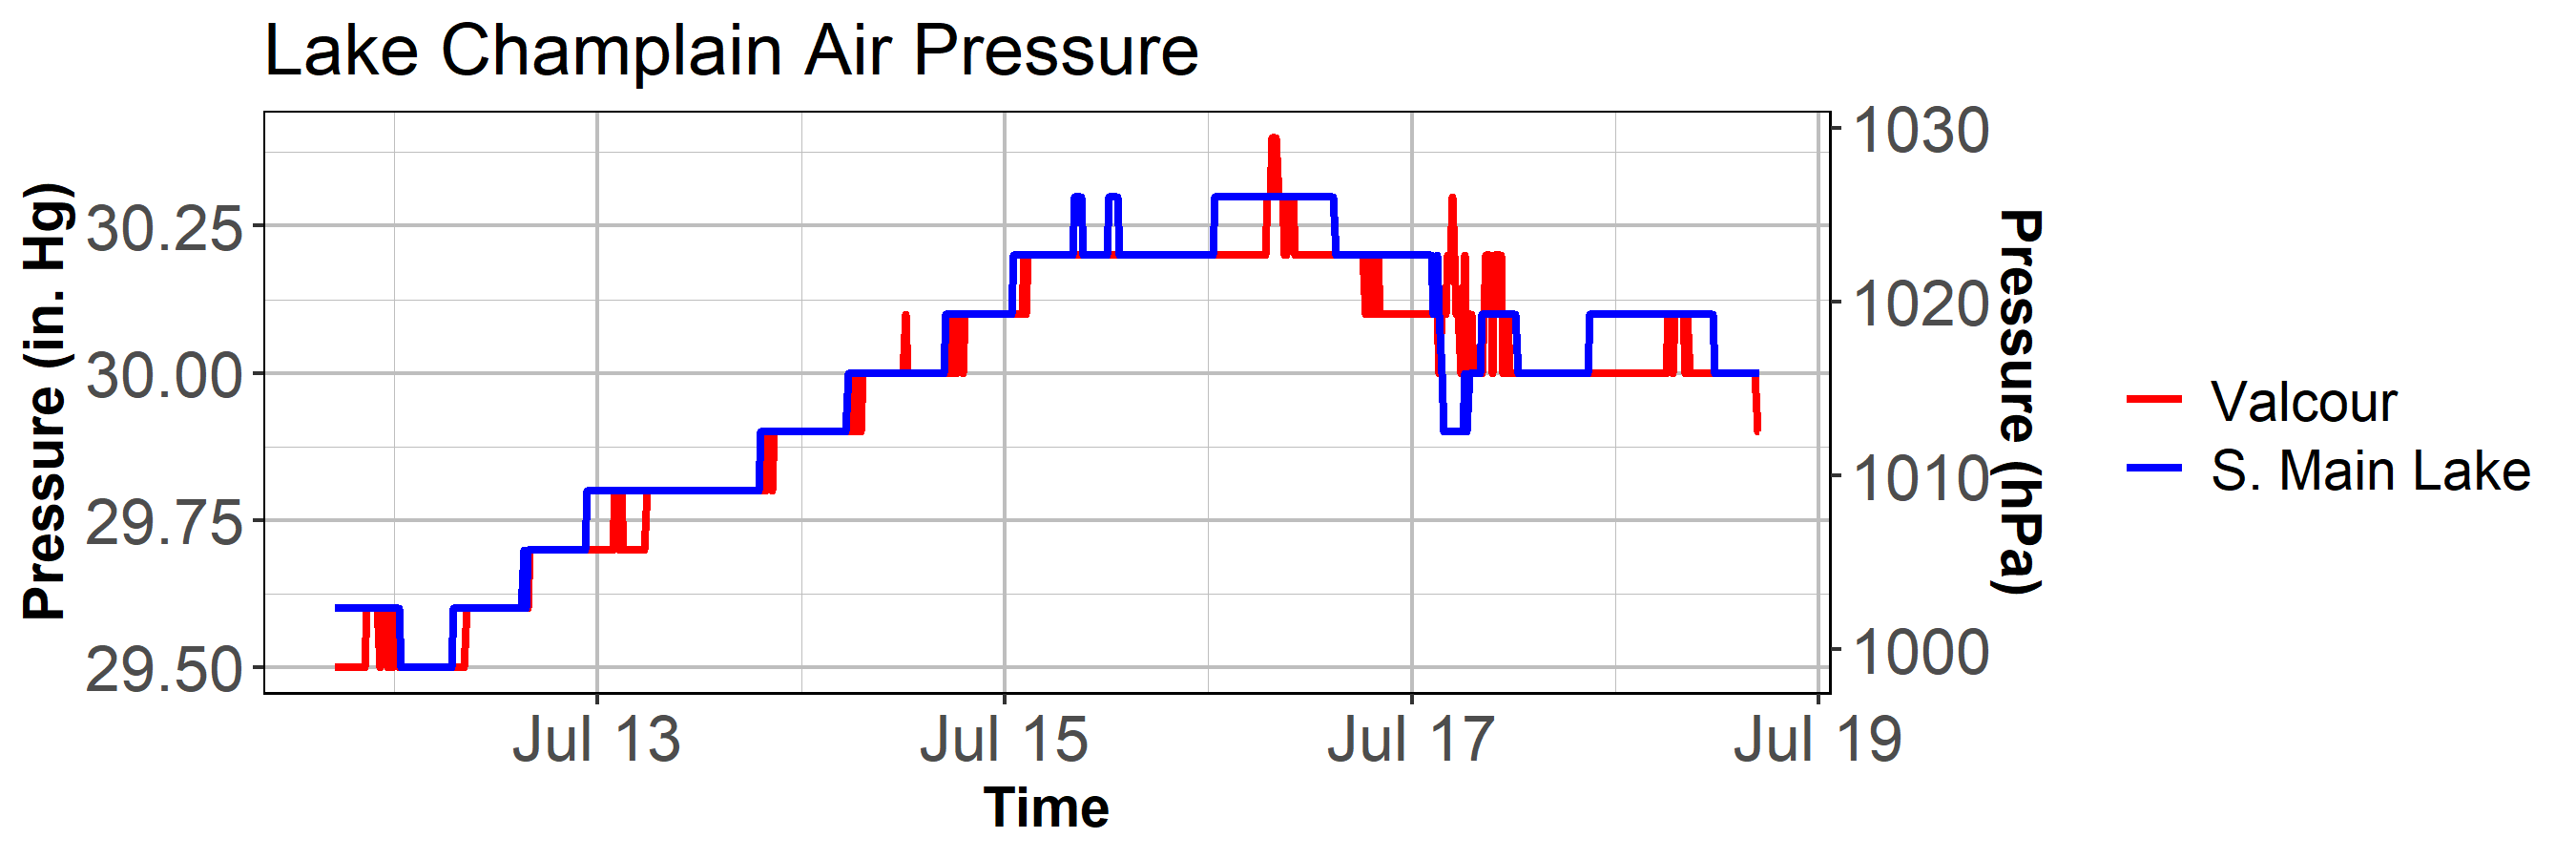 Lake Champlain Air Pressure
Pressure (in. Hg)
30.25
30.00
29.75
29.50
1030
1020
1010
1000
Pressure (hPa)
Jul 13
Jul 15
Jul 17
Jul 19
Time
Valcour
S. Main Lake